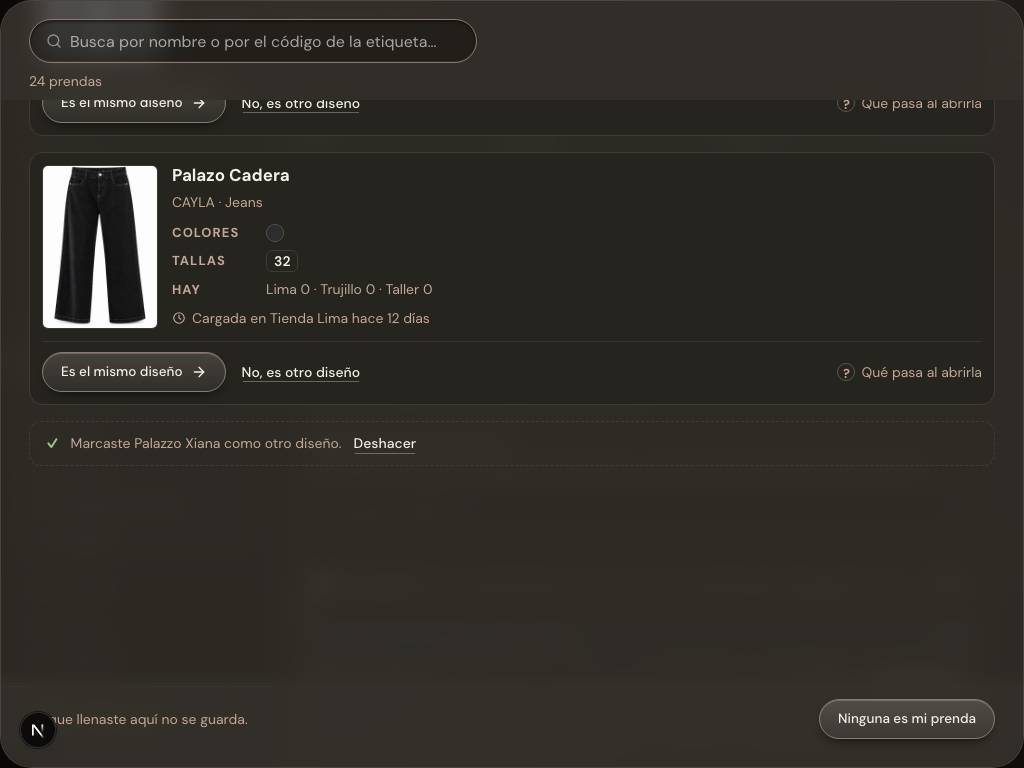 Busca por nombre o por el código de la etiqueta...
24 prendas
Es el mismo diseño → No, es otro diseño ? Qué pasa al abrirla
Palazo Cadera
CAYLA · Jeans
COLORES
TALLAS 32
HAY Lima 0 · Trujillo 0 · Taller 0
Cargada en Tienda Lima hace 12 días
Es el mismo diseño → No, es otro diseño ? Qué pasa al abrirla
Marcaste Palazzo Xiana como otro diseño. Deshacer
que llenaste aquí no se guarda. Ninguna es mi prenda
N